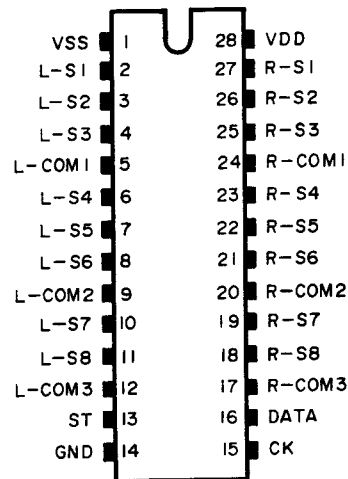 VSS 1 28 VDD
L-S1 2 27 R-S1
L-S2 3 26 R-S2
L-S3 4 25 R-S3
L-COM1 5 24 R-COM1
L-S4 6 23 R-S4
L-S5 7 22 R-S5
L-S6 8 21 R-S6
L-COM2 9 20 R-COM2
L-S7 10 19 R-S7
L-S8 11 18 R-S8
L-COM3 12 17 R-COM3
ST 13 16 DATA
GND 14 15 CK